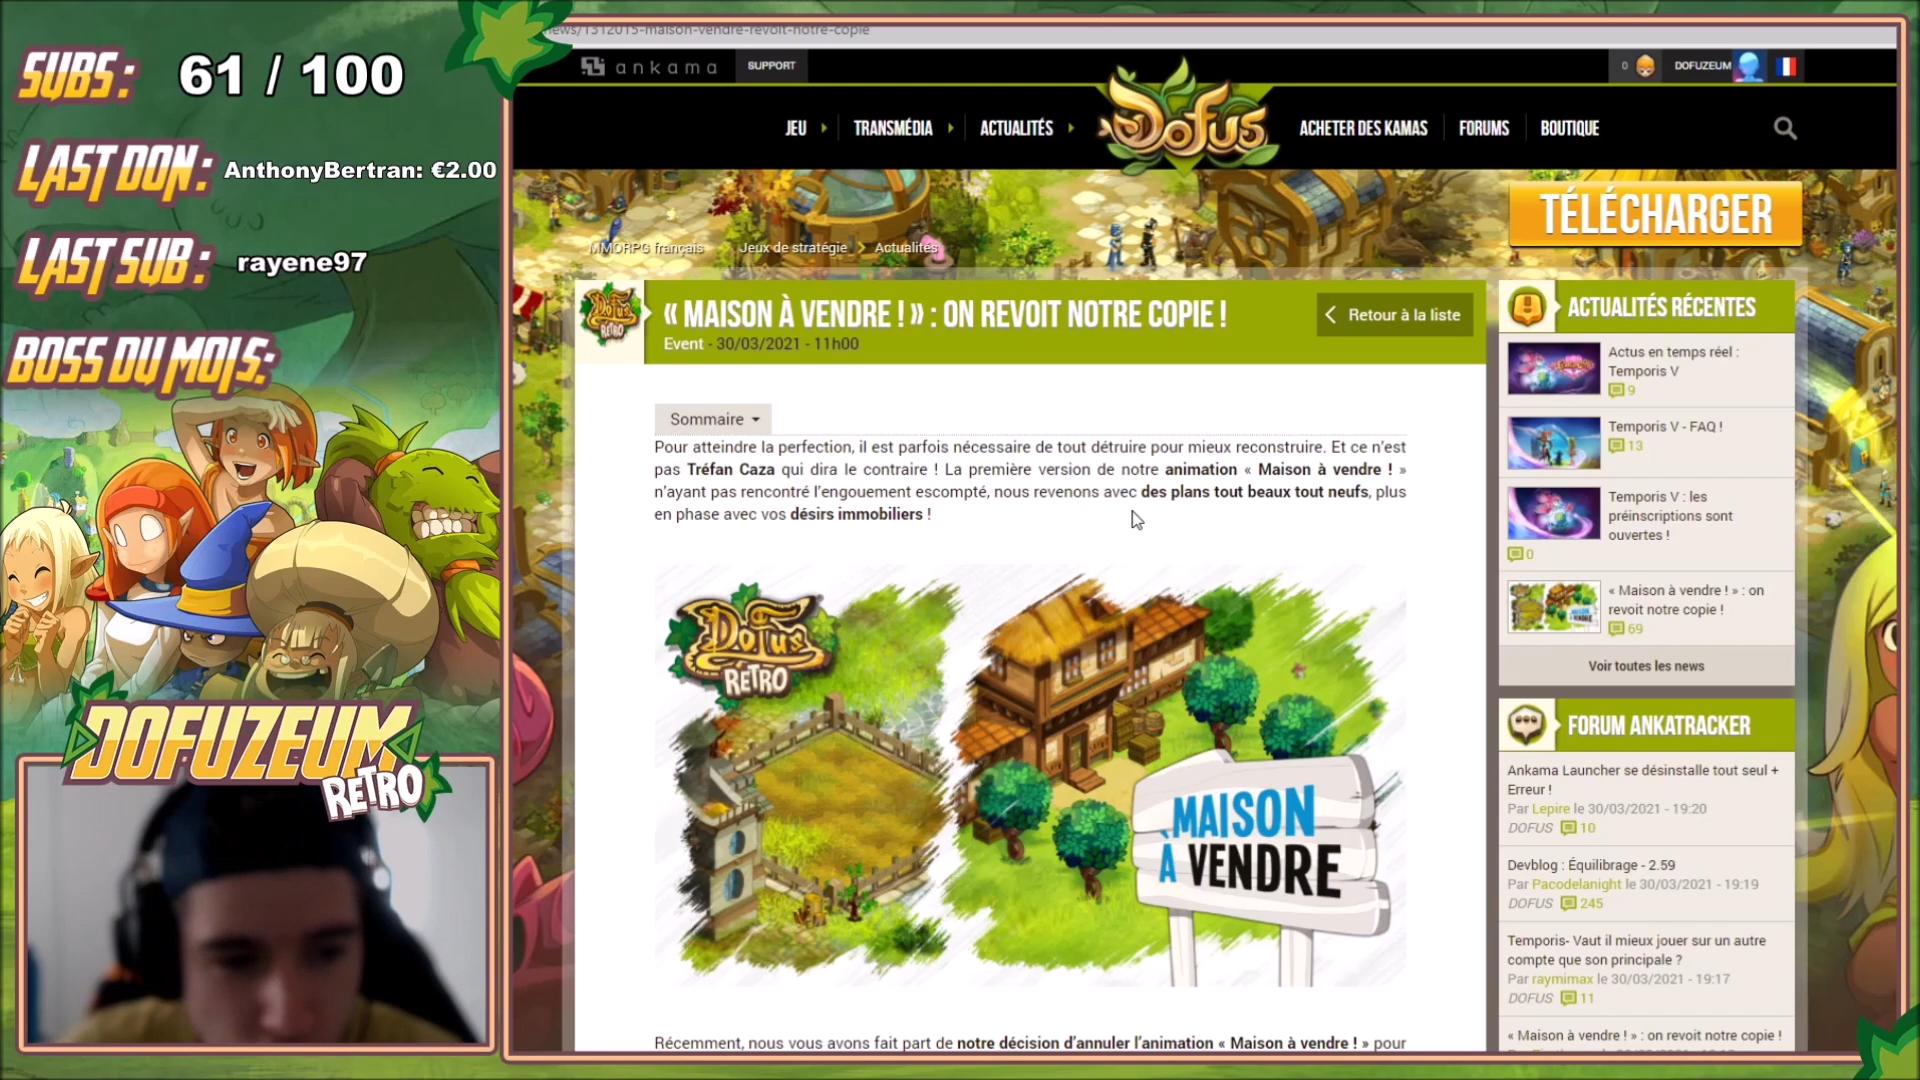 SUBS: 61 / 100
LAST DON: AnthonyBertran: €2.00
LAST SUB: rayene97
BOSS DU MOIS:
DOFUZEUM
RETRO
news/1312015-maison-vendre-revoit-notre-copie
ankama SUPPORT
0 DOFUZEUM
JEU TRANSMÉDIA ACTUALITÉS DOFUS ACHETER DES KAMAS FORUMS BOUTIQUE
TÉLÉCHARGER
MMORPG français Jeux de stratégie Actualités
DOFUS RETRO
« MAISON À VENDRE ! » : ON REVOIT NOTRE COPIE !
Retour à la liste
Event - 30/03/2021 - 11h00
Sommaire
Pour atteindre la perfection, il est parfois nécessaire de tout détruire pour mieux reconstruire. Et ce n'est
pas Tréfan Caza qui dira le contraire ! La première version de notre animation « Maison à vendre ! »
n'ayant pas rencontré l'engouement escompté, nous revenons avec des plans tout beaux tout neufs, plus
en phase avec vos désirs immobiliers !
DOFUS
RETRO
MAISON
À VENDRE
Récemment, nous vous avons fait part de notre décision d'annuler l'animation « Maison à vendre ! » pour
ACTUALITÉS RÉCENTES
Actus en temps réel :
Temporis V
9
Temporis V - FAQ !
13
Temporis V : les
préinscriptions sont
ouvertes !
0
« Maison à vendre ! » : on
revoit notre copie !
69
Voir toutes les news
FORUM ANKATRACKER
Ankama Launcher se désinstalle tout seul +
Erreur !
Par Lepire le 30/03/2021 - 19:20
DOFUS 10
Devblog : Équilibrage - 2.59
Par Pacodelanight le 30/03/2021 - 19:19
DOFUS 245
Temporis- Vaut il mieux jouer sur un autre
compte que son principale ?
Par raymimax le 30/03/2021 - 19:17
DOFUS 11
« Maison à vendre ! » : on revoit notre copie !